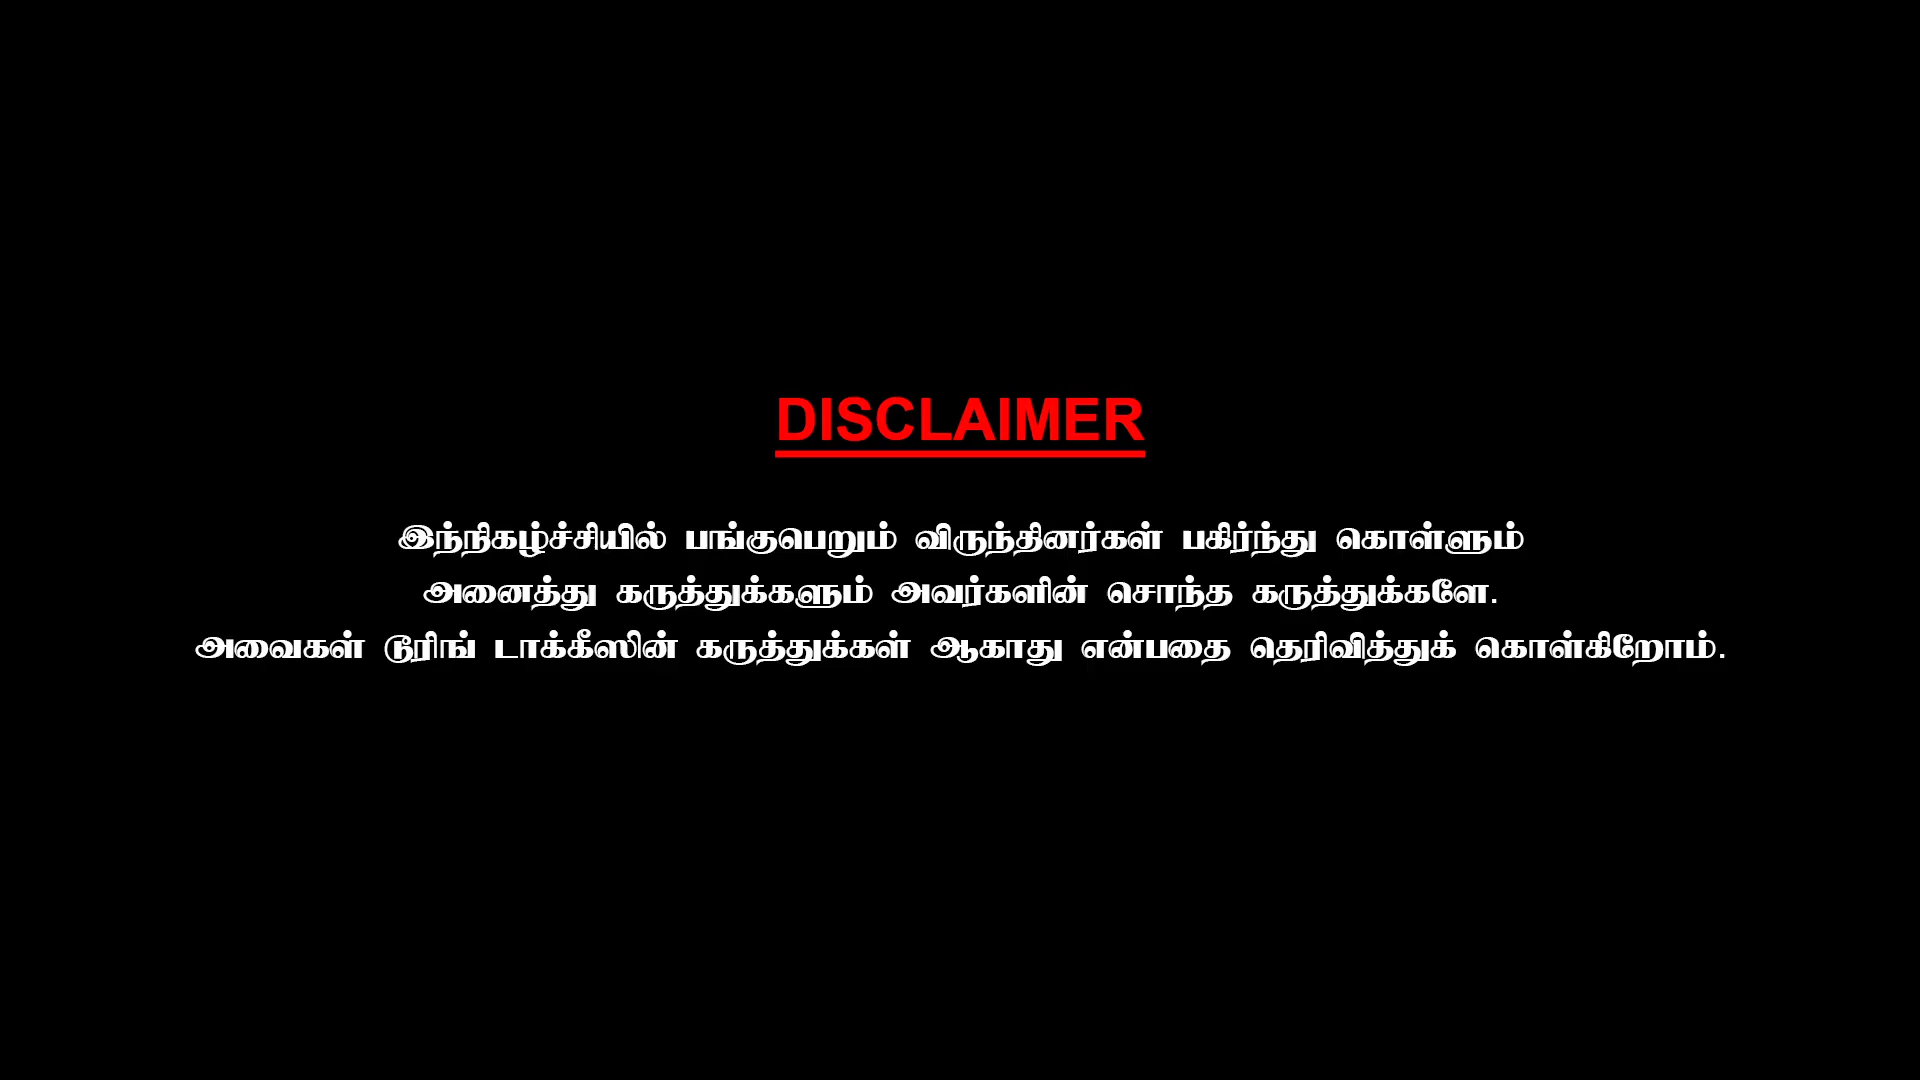 DISCLAIMER
இந்நிகழ்ச்சியில் பங்குபெறும் விருந்தினர்கள் பகிர்ந்து கொள்ளும்
அனைத்து கருத்துக்களும் அவர்களின் சொந்த கருத்துக்களே.
அவைகள் டூரிங் டாக்கீஸின் கருத்துக்கள் ஆகாது என்பதை தெரிவித்துக் கொள்கிறோம்.